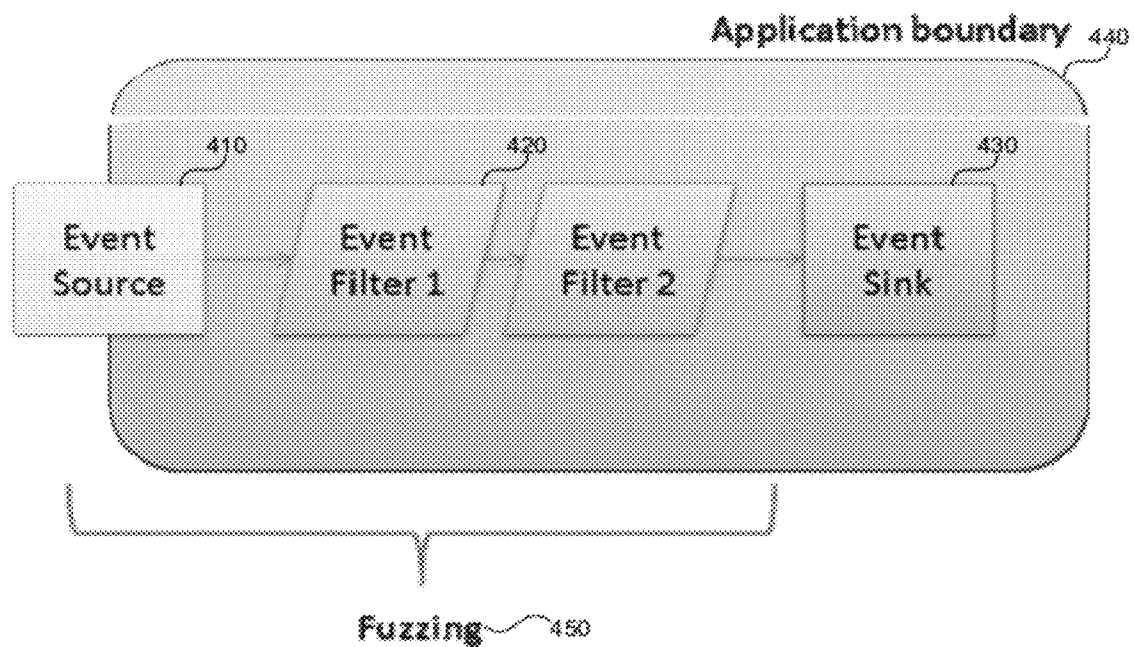 Application boundary
440
410
420
430
Event
Source
Event
Filter 1
Event
Filter 2
Event
Sink
Fuzzing
450